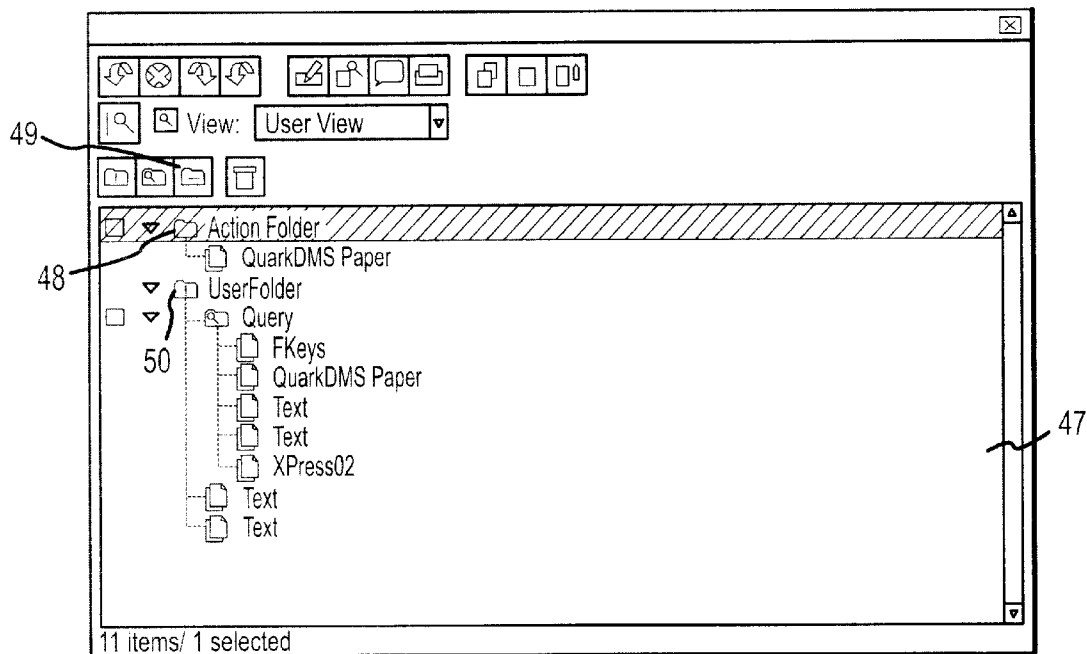 49
View: User View
48
Action Folder
QuarkDMS Paper
UserFolder
Query
50
FKeys
QuarkDMS Paper
Text
Text
47
XPress02
Text
Text
11 items/ 1 selected